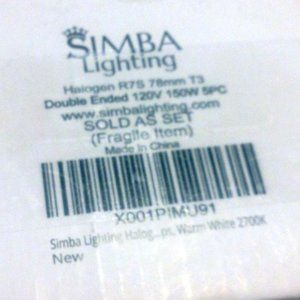 SIMBA
Lighting
Halogen R7S 78mm T3
Double Ended 120V 150W 5PC
www.simbalighting.com
SOLD AS SET
(Fragile Item)
Made in China
X001PIMU91
Simba Lighting Halog...ps, Warm White 2700K
New